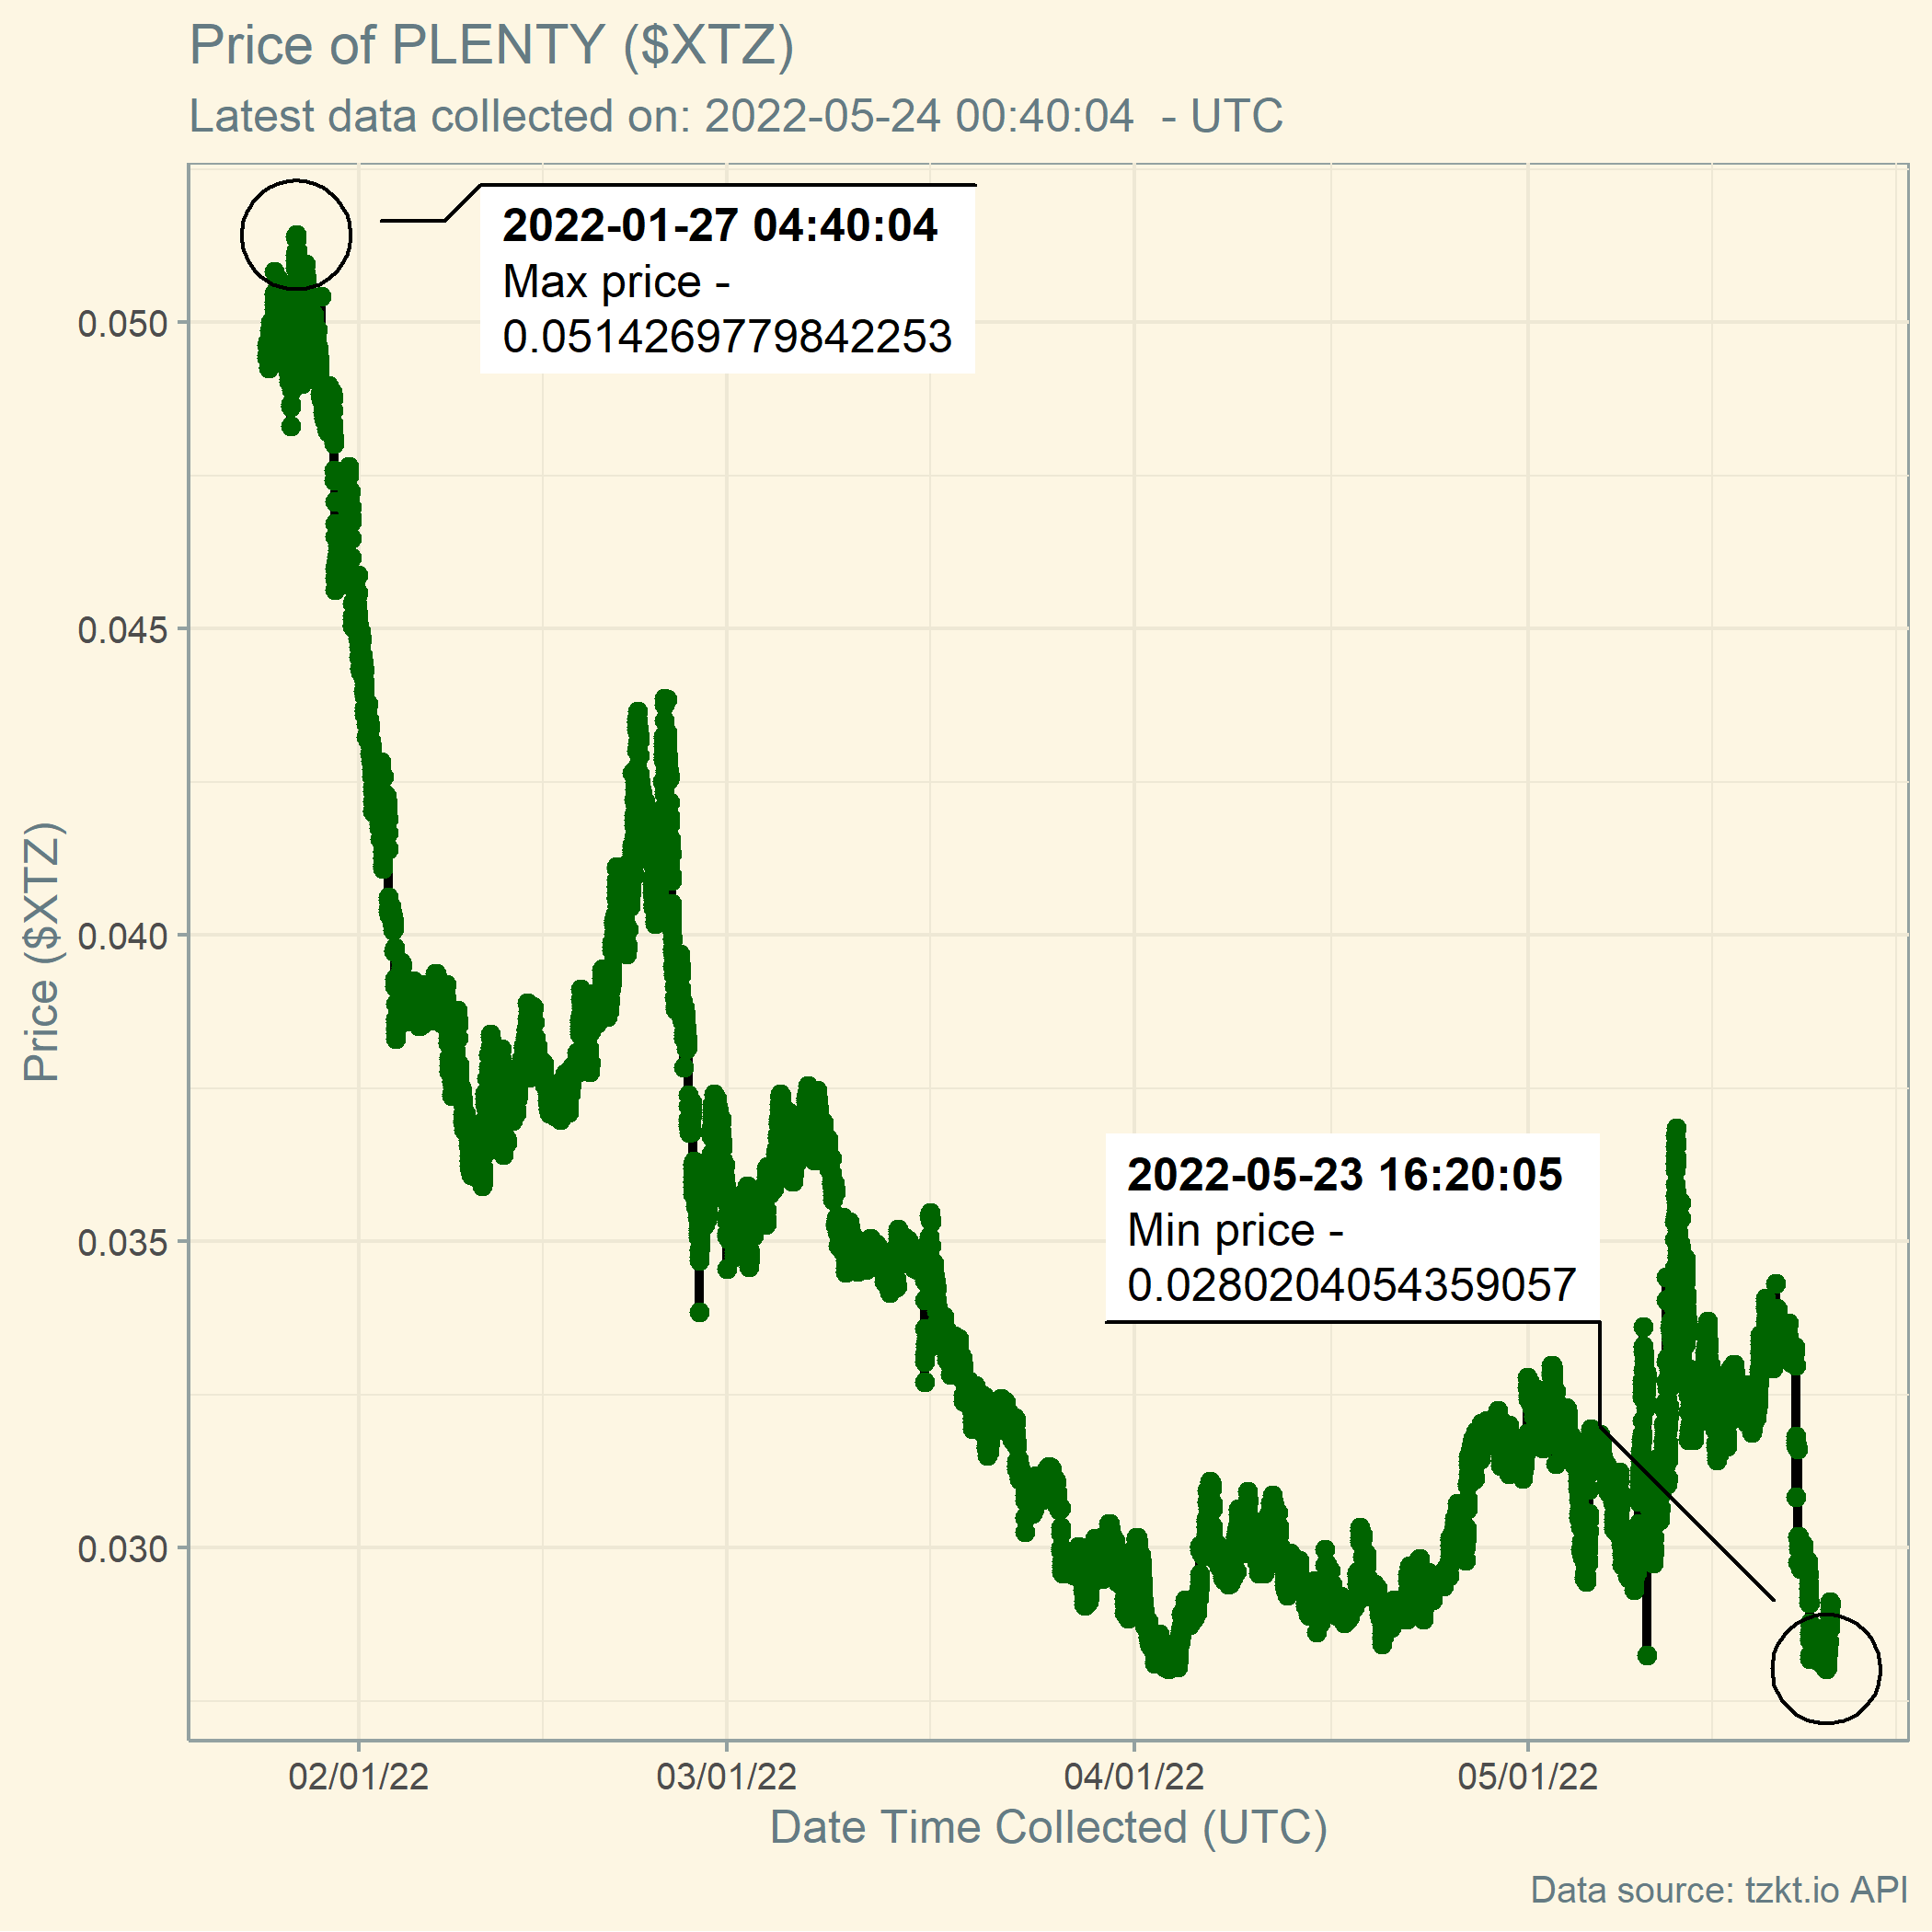 Price of PLENTY ($XTZ)
Latest data collected on: 2022-05-24 00:40:04  - UTC
2022-01-27 04:40:04
Max price -
0.0514269779842253
0.050
0.045
0.040
0.035
0.030
Price ($XTZ)
2022-05-23 16:20:05
Min price -
0.0280204054359057
02/01/22
03/01/22
04/01/22
05/01/22
Date Time Collected (UTC)
Data source: tzkt.io API